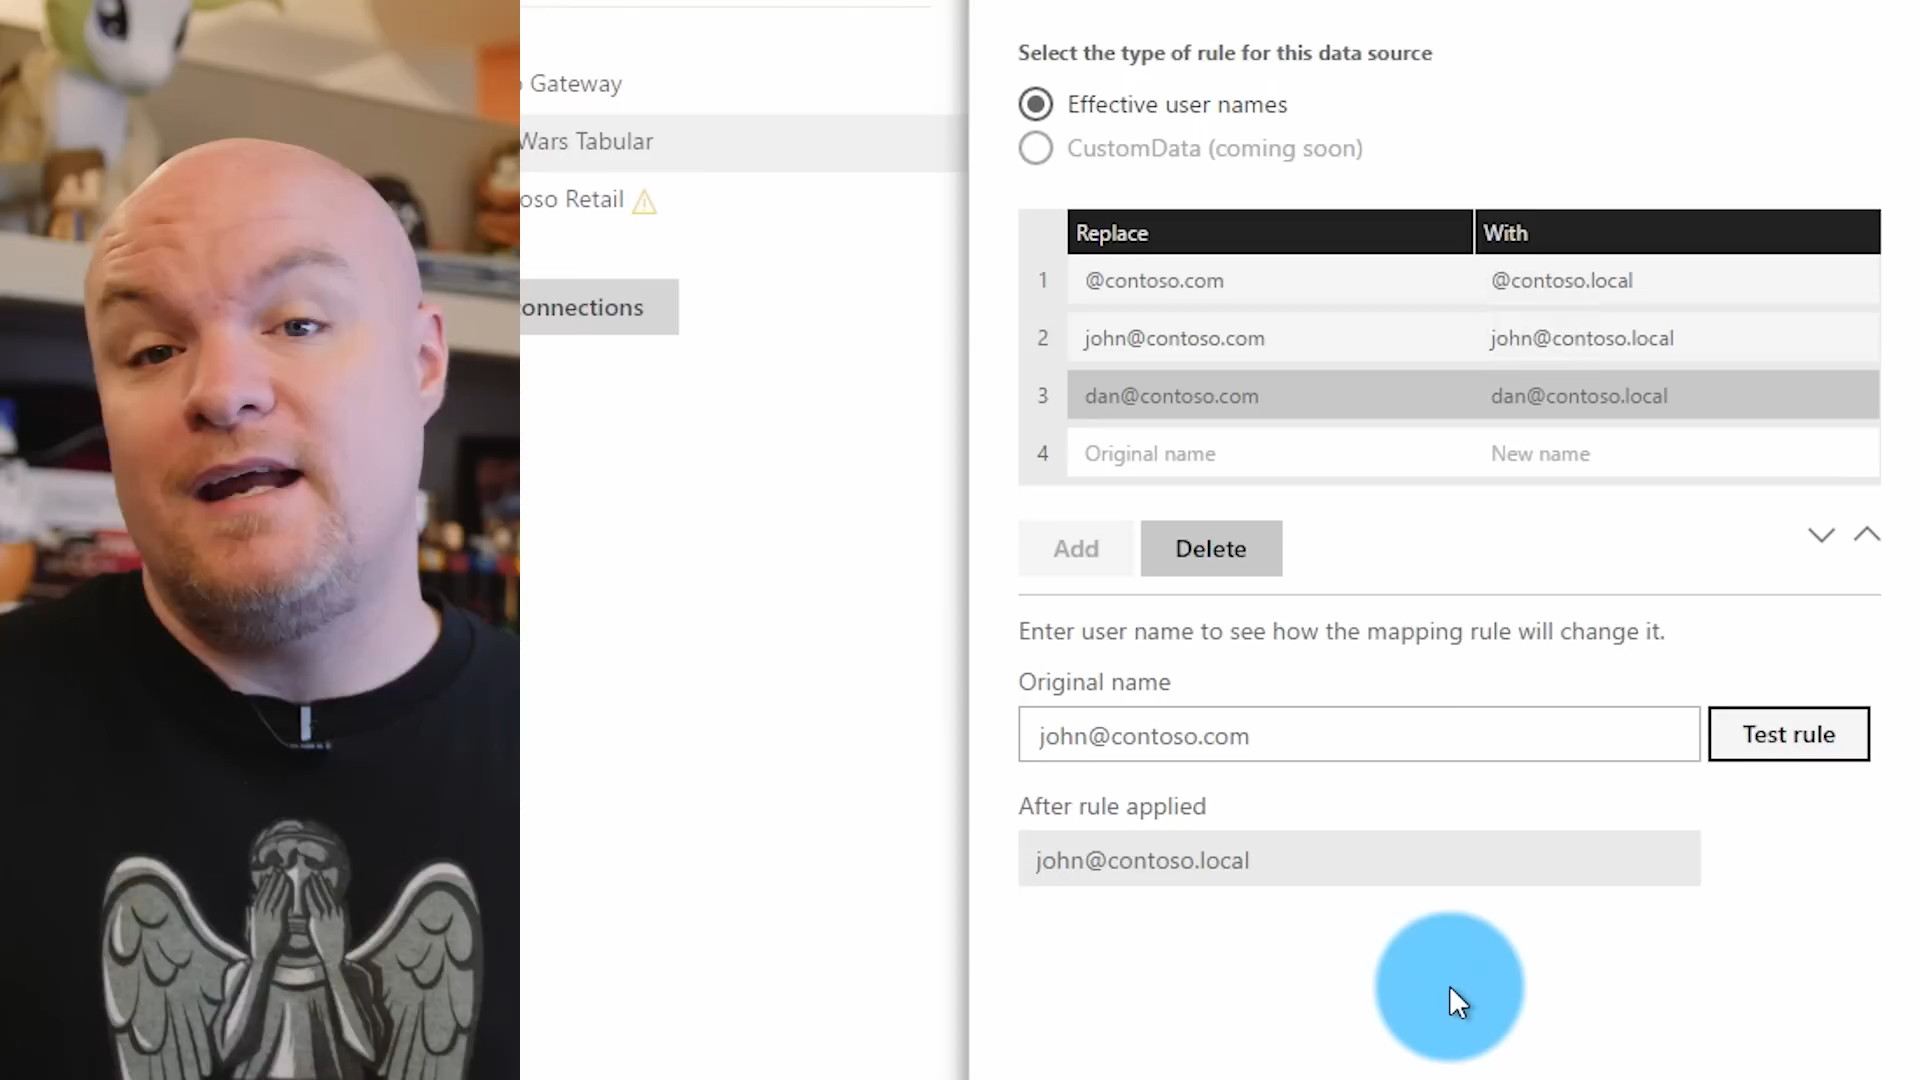 Gateway
Wars Tabular
oso Retail
onnections
Select the type of rule for this data source
Effective user names
CustomData (coming soon)
Replace With
1 @contoso.com @contoso.local
2 john@contoso.com john@contoso.local
3 dan@contoso.com dan@contoso.local
4 Original name New name
Add Delete
Enter user name to see how the mapping rule will change it.
Original name
john@contoso.com Test rule
After rule applied
john@contoso.local